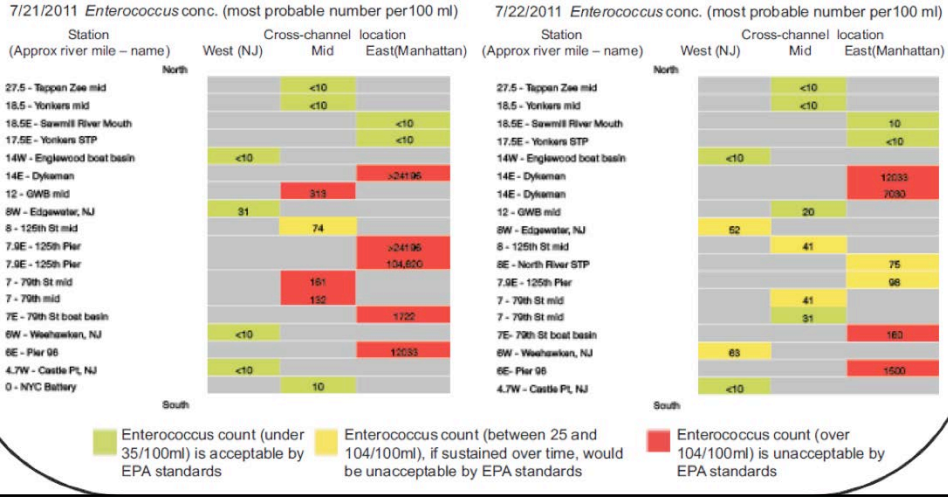 7/21/2011 Enterococcus conc. (most probable number per100 ml)
Station
(Approx river mile – name)
Cross-channel location
West (NJ) Mid East(Manhattan)
North
27.5 - Tappan Zee mid <10
18.5 - Yonkers mid <10
18.5E - Sawmill River Mouth <10
17.5E - Yonkers STP <10
14W - Englewood boat basin <10
14E - Dykeman >24196
12 - GWB mid 313
8W - Edgewater, NJ 31
8 - 125th St mid 74
7.9E - 125th Pier >24196
7.9E - 125th Pier 104,620
7 - 79th St mid 161
7 - 79th mid 132
7E - 79th St boat basin 1722
6W - Weehawken, NJ <10
6E - Pier 96 12033
4.7W - Castle Pt, NJ <10
0 - NYC Battery 10
South
7/22/2011 Enterococcus conc. (most probable number per100 ml)
Station
(Approx river mile – name)
Cross-channel location
West (NJ) Mid East(Manhattan)
North
27.5 - Tappan Zee mid <10
18.5 - Yonkers mid <10
18.5E - Sawmill River Mouth 10
17.5E - Yonkers STP <10
14W - Englewood boat basin <10
14E - Dykeman 12033
14E - Dykeman 7030
12 - GWB mid 20
8W - Edgewater, NJ 52
8 - 125th St mid 41
8E - North River STP 75
7.9E - 125th Pier 98
7 - 79th St mid 41
7 - 79th St mid 31
7E- 79th St boat basin 160
6W - Weehawken, NJ 63
6E- Pier 96 1500
4.7W - Castle Pt, NJ <10
South
Enterococcus count (under
35/100ml) is acceptable by
EPA standards
Enterococcus count (between 25 and
104/100ml), if sustained over time, would
be unacceptable by EPA standards
Enterococcus count (over
104/100ml) is unacceptable by
EPA standards